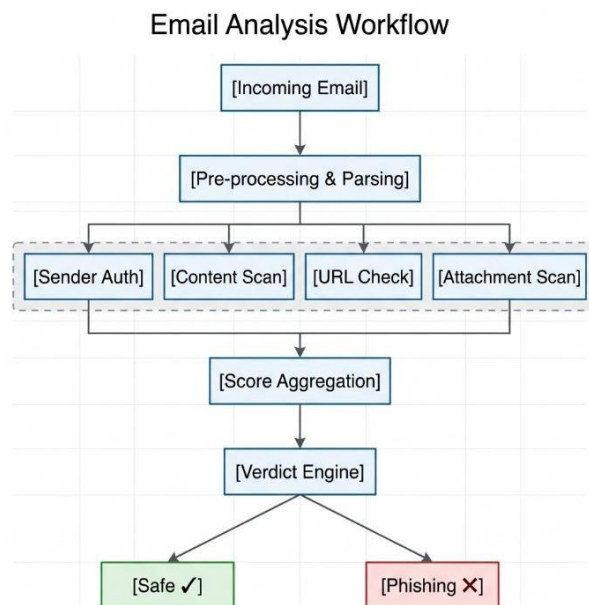 Email Analysis Workflow
[Incoming Email]
[Pre-processing & Parsing]
[Sender Auth]
[Content Scan]
[URL Check]
[Attachment Scan]
[Score Aggregation]
[Verdict Engine]
[Safe ✓]
[Phishing ✕]